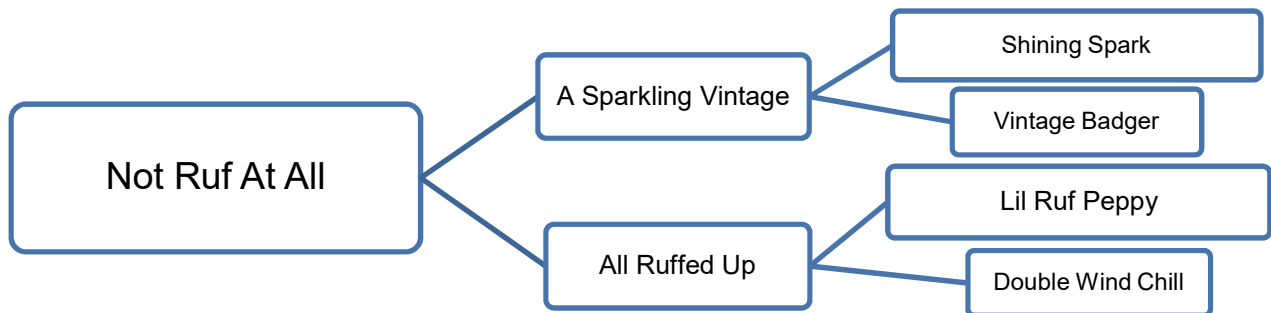 Not Ruf At All
A Sparkling Vintage
Shining Spark
Vintage Badger
All Ruffed Up
Lil Ruf Peppy
Double Wind Chill